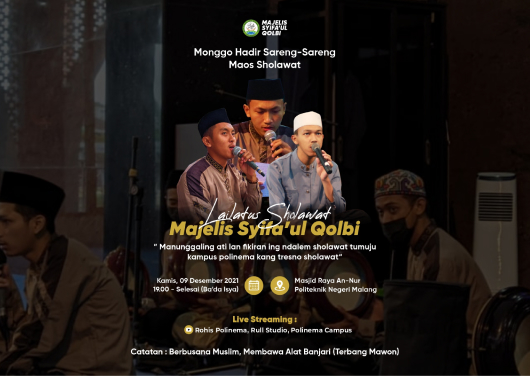 MAJELIS
SYIFA'UL
QOLBI
Monggo Hadir Sareng-Sareng
Maos Sholawat
Lailatus Sholawat
Majelis Syifa'ul Qolbi
" Manunggaling ati lan fikiran ing ndalem sholawat tumuju
kampus polinema kang tresno sholawat"
Kamis, 09 Desember 2021
19.00 - Selesai (Ba'da Isya)
Masjid Raya An-Nur
Politeknik Negeri Malang
Live Streaming :
Rohis Polinema, Rull Studio, Polinema Campus
Catatan : Berbusana Muslim, Membawa Alat Banjari (Terbang Mawon)